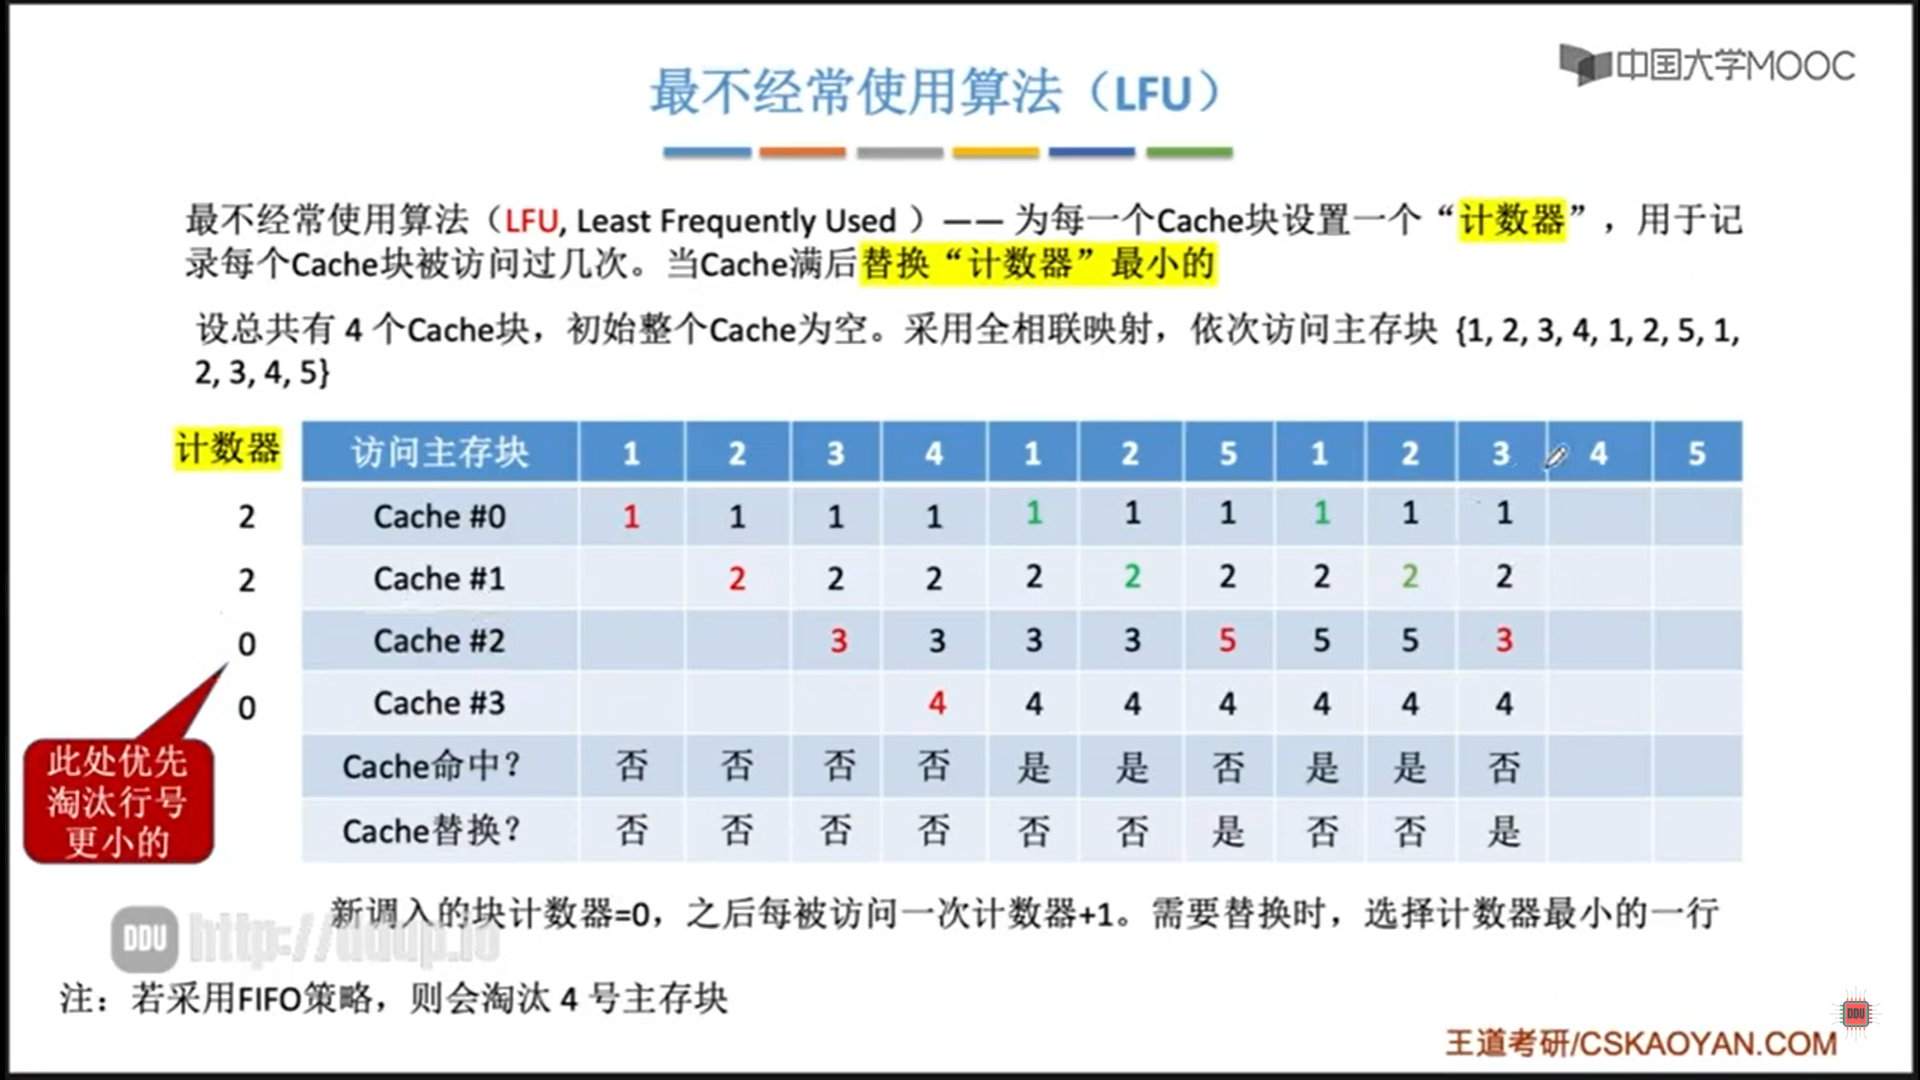 中国大学MOOC
最不经常使用算法（LFU）
最不经常使用算法（LFU, Least Frequently Used ）—— 为每一个Cache块设置一个“计数器”，用于记
录每个Cache块被访问过几次。当Cache满后替换“计数器”最小的
设总共有 4 个Cache块，初始整个Cache为空。采用全相联映射，依次访问主存块 {1, 2, 3, 4, 1, 2, 5, 1,
2, 3, 4, 5}
计数器 访问主存块 1 2 3 4 1 2 5 1 2 3 4 5
2 Cache #0 1 1 1 1 1 1 1 1 1 1
2 Cache #1 2 2 2 2 2 2 2 2 2
0 Cache #2 3 3 3 3 5 5 5 3
0 Cache #3 4 4 4 4 4 4 4
Cache命中？ 否 否 否 否 是 是 否 是 是 否
Cache替换？ 否 否 否 否 否 否 是 否 否 是
此处优先
淘汰行号
更小的
新调入的块计数器=0，之后每被访问一次计数器+1。需要替换时，选择计数器最小的一行
DDU http://ddup.io
注：若采用FIFO策略，则会淘汰 4 号主存块
DDU
王道考研/CSKAOYAN.COM